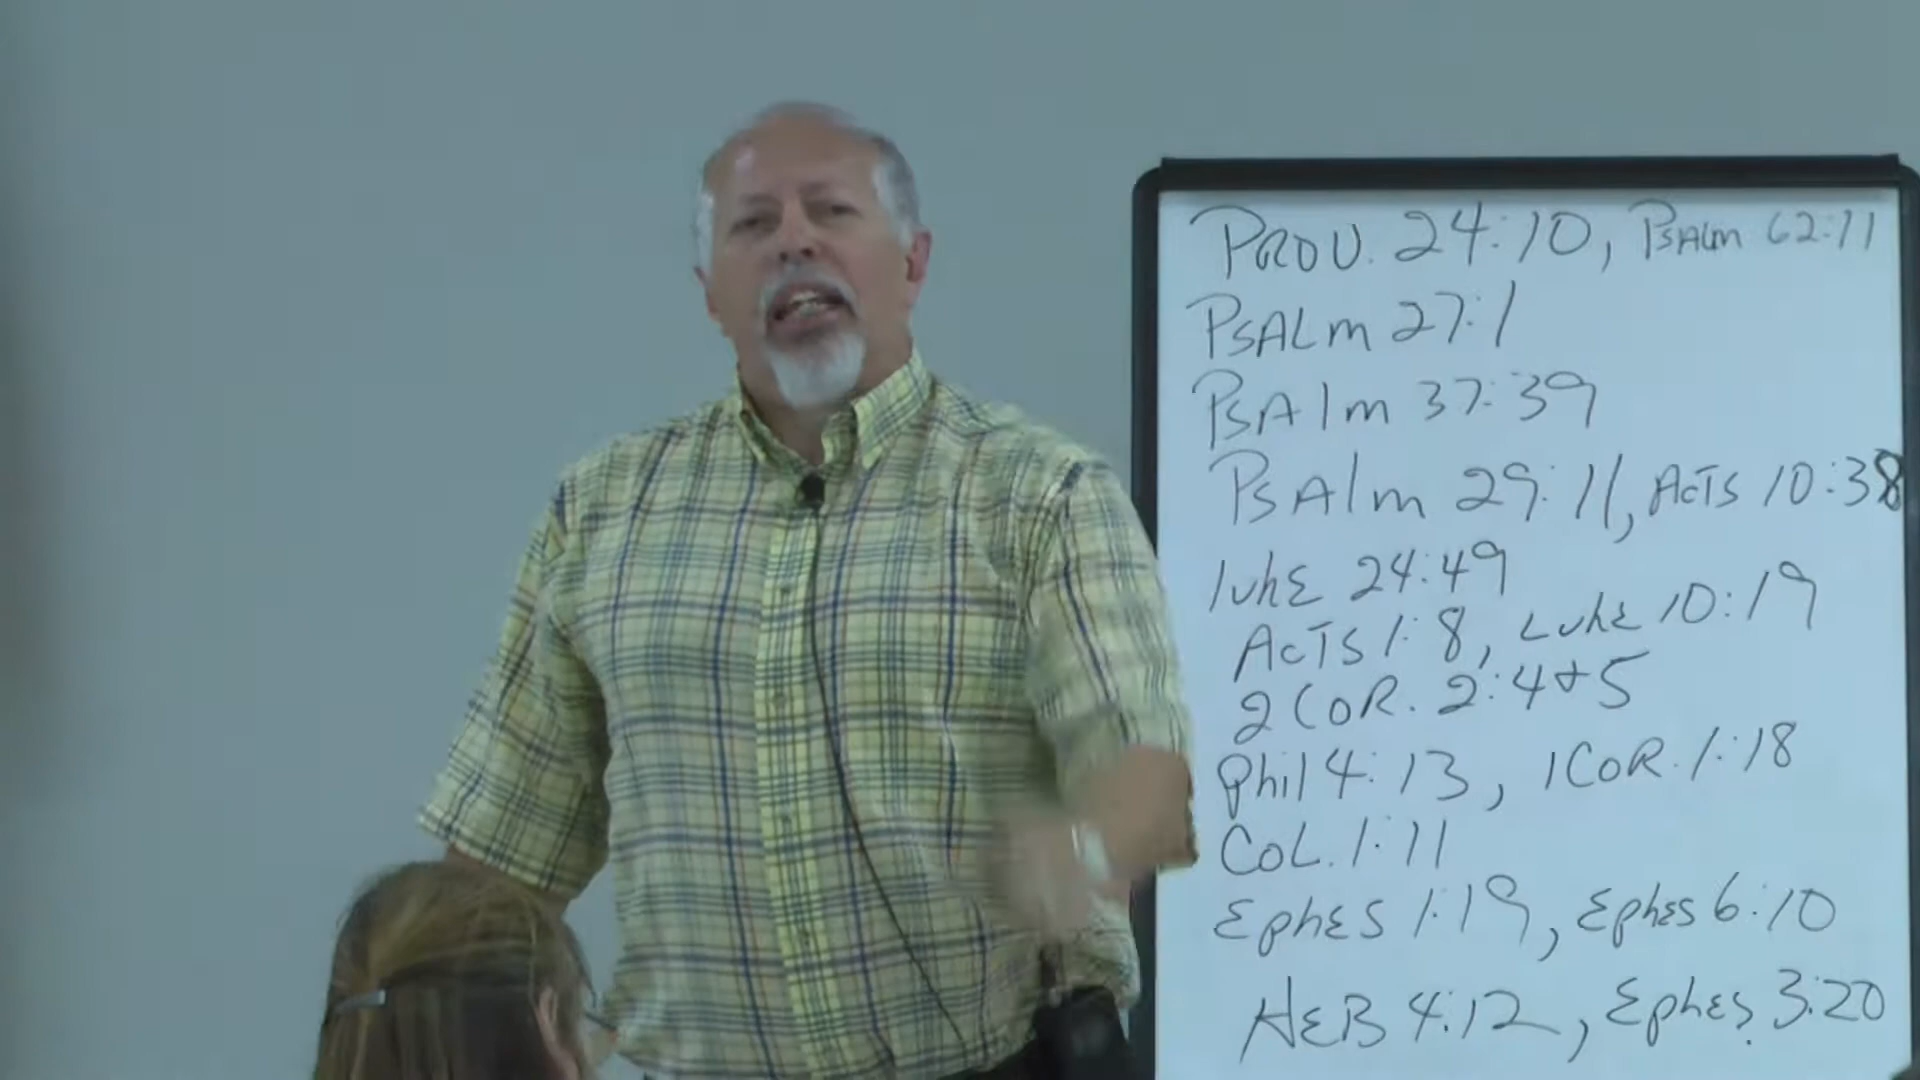 PROV. 24:10, PSALM 62:11
PSALM 27:1
PSAlm 37:39
PsAlm 29:11, ACTS 10:38
luke 24:49
ACTS 1:8, Luke 10:19
2 COR. 2:4+5
Phil 4:13, 1 COR. 1:18
COL. 1:11
Ephes 1:19, Ephes 6:10
HEB 4:12, Ephes. 3:20